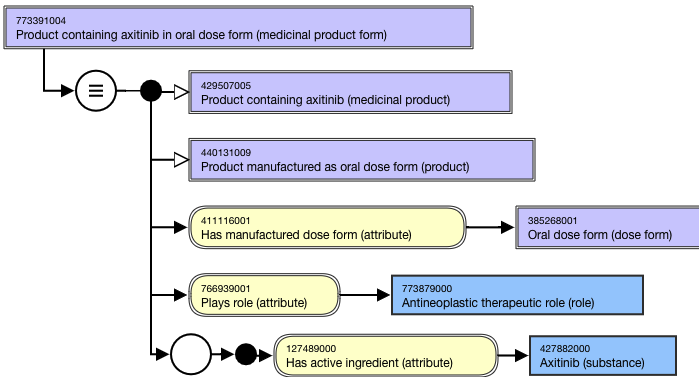 773391004
Product containing axitinib in oral dose form (medicinal product form)
429507005
Product containing axitinib (medicinal product)
440131009
Product manufactured as oral dose form (product)
411116001
Has manufactured dose form (attribute)
385268001
Oral dose form (dose form)
766939001
Plays role (attribute)
773879000
Antineoplastic therapeutic role (role)
127489000
Has active ingredient (attribute)
427882000
Axitinib (substance)